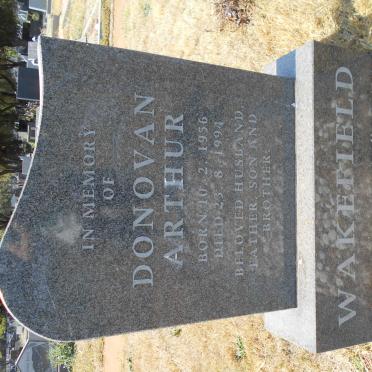 IN MEMORY
OF
DONOVAN
ARTHUR
BORN 10. 2. 1956
DIED 25. 8. 1994
BELOVED HUSBAND,
FATHER, SON AND
BROTHER
WAKEFIELD